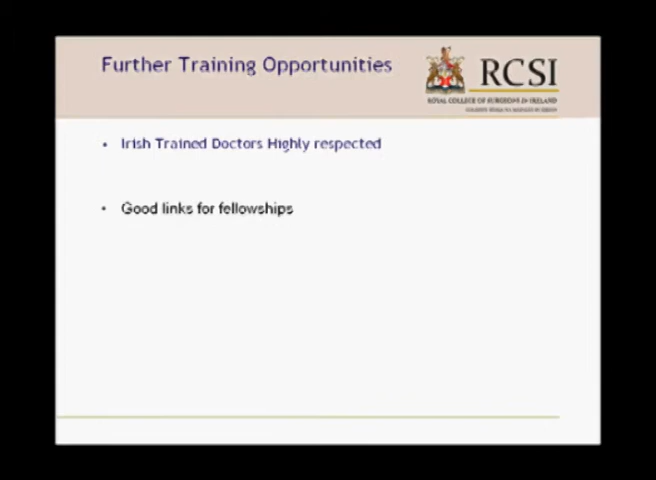 Further Training Opportunities
RCSI
ROYAL COLLEGE OF SURGEONS IN IRELAND
• Irish Trained Doctors Highly respected
• Good links for fellowships